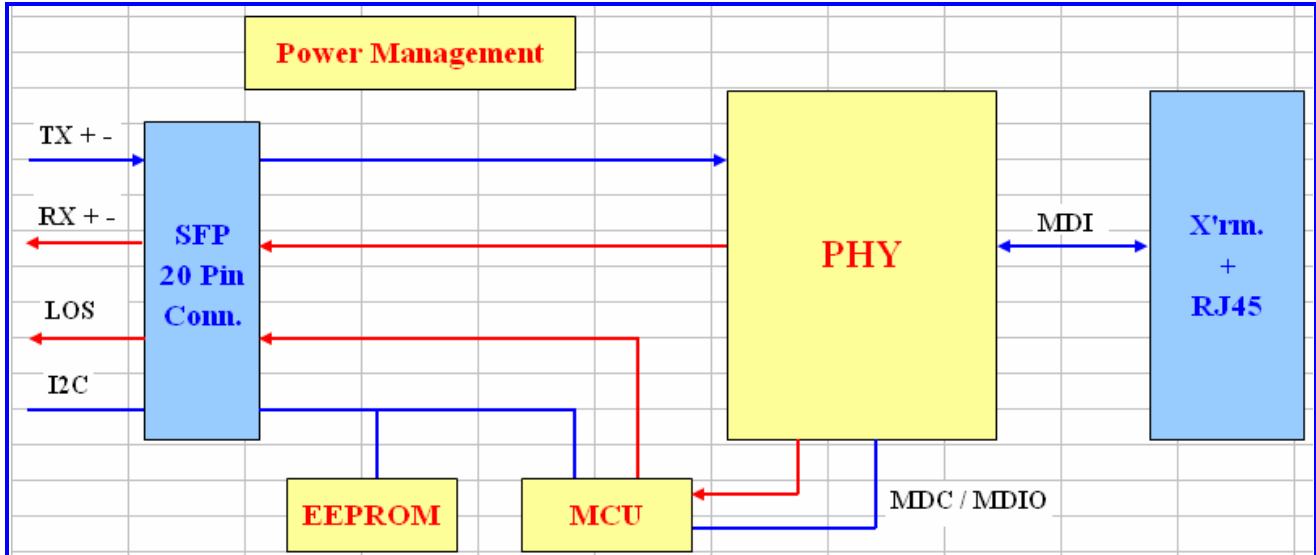 Power Management
TX + -
RX + -
LOS
I2C
SFP
20 Pin
Conn.
PHY
MDI
X'rm.
+
RJ45
EEPROM
MCU
MDC / MDIO